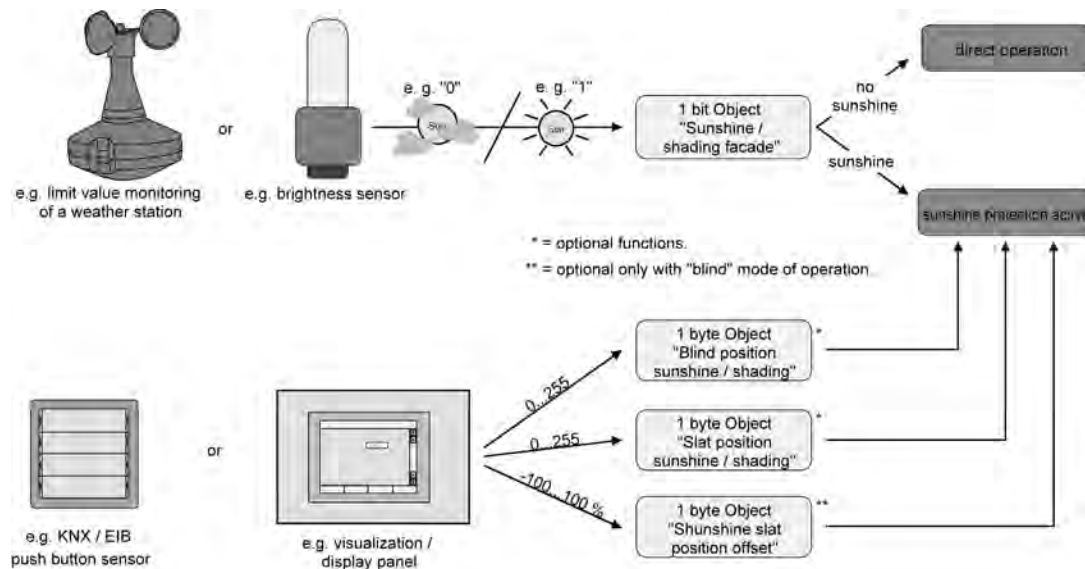 direct operation
e. g. "0"
e. g. "1"
no
sunshine
or
Sun
Sun
1 bit Object
"Sunshine /
shading facade"
sunshine
e.g. limit value monitoring
of a weather station
e.g. brightness sensor
sunshine protection active
* = optional functions.
** = optional only with "blind" mode of operation.
1 byte Object
"Blind position
sunshine / shading"
*
0...255
1 byte Object
"Slat position
sunshine / shading"
*
or
0...255
-100...100 %
1 byte Object
"Shunshine slat
position offset"
**
e.g. KNX / EIB
push button sensor
e.g. visualization /
display panel